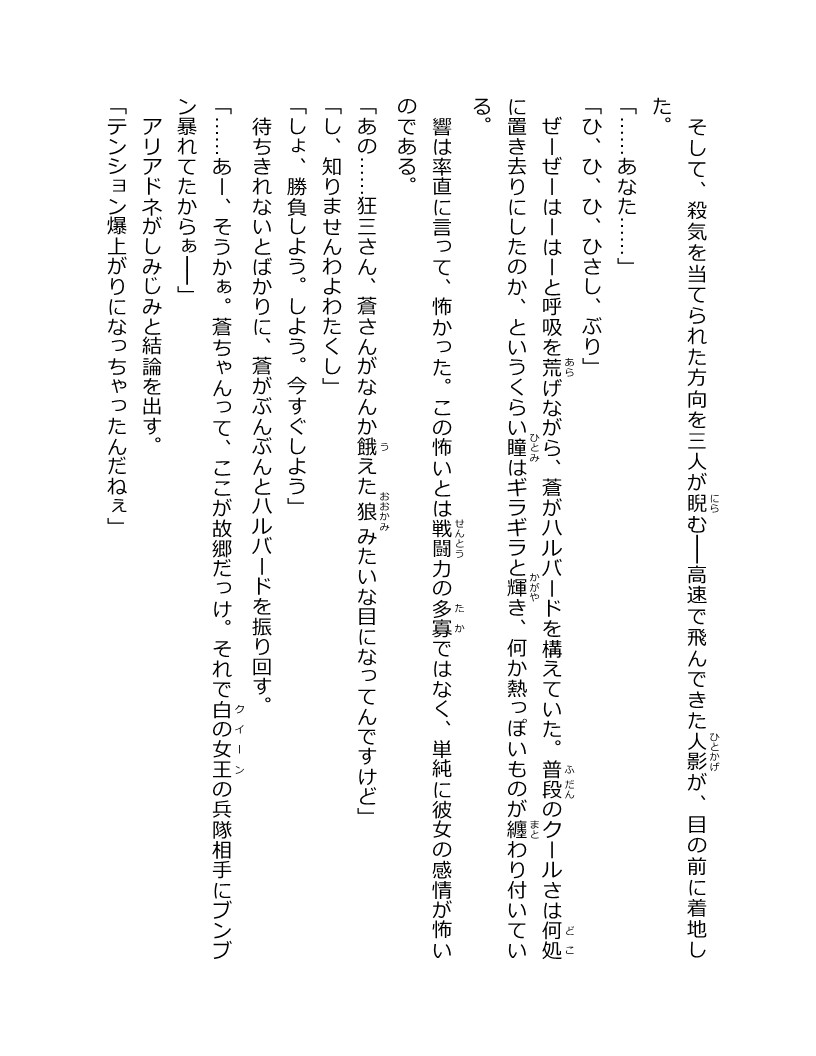 そして、殺気を当てられた方向を三人が睨む――高速で飛んできた人影が、目の前に着地し
た。
「……あなた……」
「ひ、ひ、ひ、ひさし、ぶり」
ぜーぜーはーはーと呼吸を荒げながら、蒼がハルバードを構えていた。普段のクールさは何処
に置き去りにしたのか、というくらい瞳はギラギラと輝き、何か熱っぽいものが纏わり付いてい
る。
響は率直に言って、怖かった。この怖いとは戦闘力の多寡ではなく、単純に彼女の感情が怖い
のである。
「あの……狂三さん、蒼さんがなんか餓えた狼みたいな目になってんですけど」
「し、知りませんわよわたくし」
「しょ、勝負しよう。しよう。今すぐしよう」
待ちきれないとばかりに、蒼がぶんぶんとハルバードを振り回す。
「……あー、そうかぁ。蒼ちゃんって、ここが故郷だっけ。それで白の女王の兵隊相手にブンブ
ン暴れてたからぁ――」
アリアドネがしみじみと結論を出す。
「テンション爆上がりになっちゃったんだねぇ」